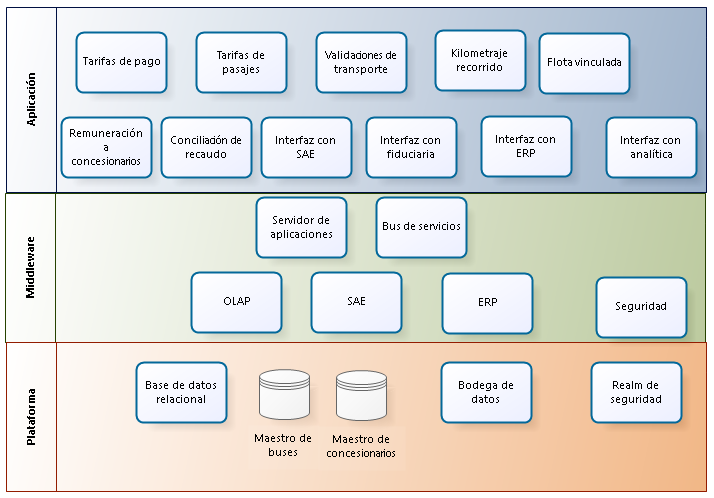 Aplicación
Tarifas de pago
Tarifas de
pasajes
Validaciones de
transporte
Kilometraje
recorrido
Flota vinculada
Remuneración
a
concesionarios
Conciliación de
recaudo
Interfaz con
SAE
Interfaz con
fiduciaria
Interfaz con
ERP
Interfaz con
analítica
Middleware
Servidor de
aplicaciones
Bus de servicios
OLAP
SAE
ERP
Seguridad
Plataforma
Base de datos
relacional
Maestro de
buses
Maestro de
concesionarios
Bodega de
datos
Realm de
seguridad